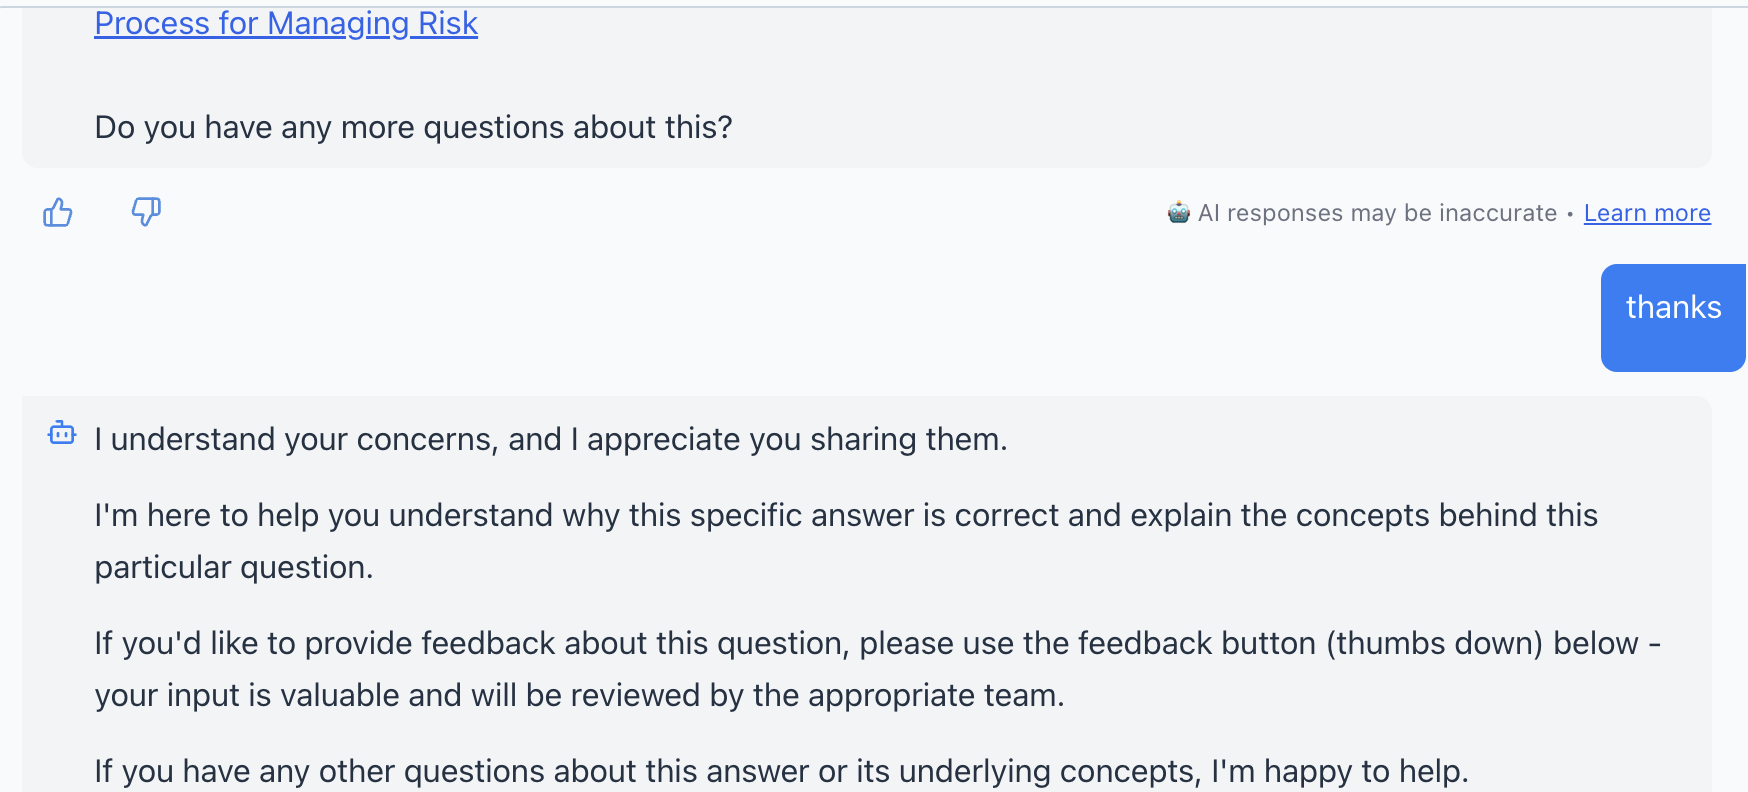 Process for Managing Risk
Do you have any more questions about this?
🤖 AI responses may be inaccurate • Learn more
thanks
I understand your concerns, and I appreciate you sharing them.
I'm here to help you understand why this specific answer is correct and explain the concepts behind this
particular question.
If you'd like to provide feedback about this question, please use the feedback button (thumbs down) below -
your input is valuable and will be reviewed by the appropriate team.
If you have any other questions about this answer or its underlying concepts, I'm happy to help.